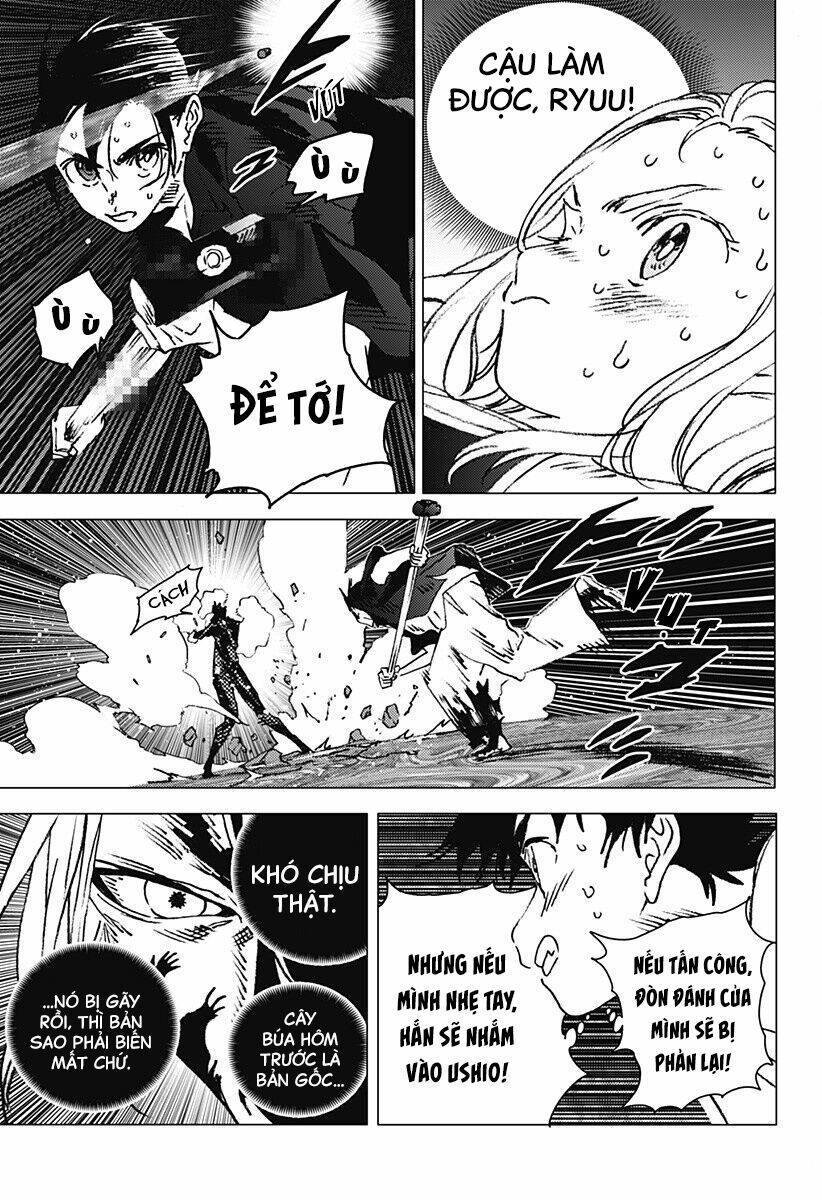 CẬU LÀM
ĐƯỢC, RYUU!
VÚT
Ù Ù
Ù Ù
ĐỂ TỚ!
VỤT
CÁCH
NẾU TẤN CÔNG,
ĐÒN ĐÁNH CỦA
MÌNH SẼ BỊ
PHẢN LẠI!
NHƯNG NẾU
MÌNH NHẸ TAY,
HẮN SẼ NHẮM
VÀO USHIO!
KHÓ CHỊU
THẬT.
CÂY
BÚA HÔM
TRƯỚC LÀ
BẢN GỐC...
...NÓ BỊ GÃY
RỒI, THÌ BẢN
SAO PHẢI BIẾN
MẤT CHỨ.